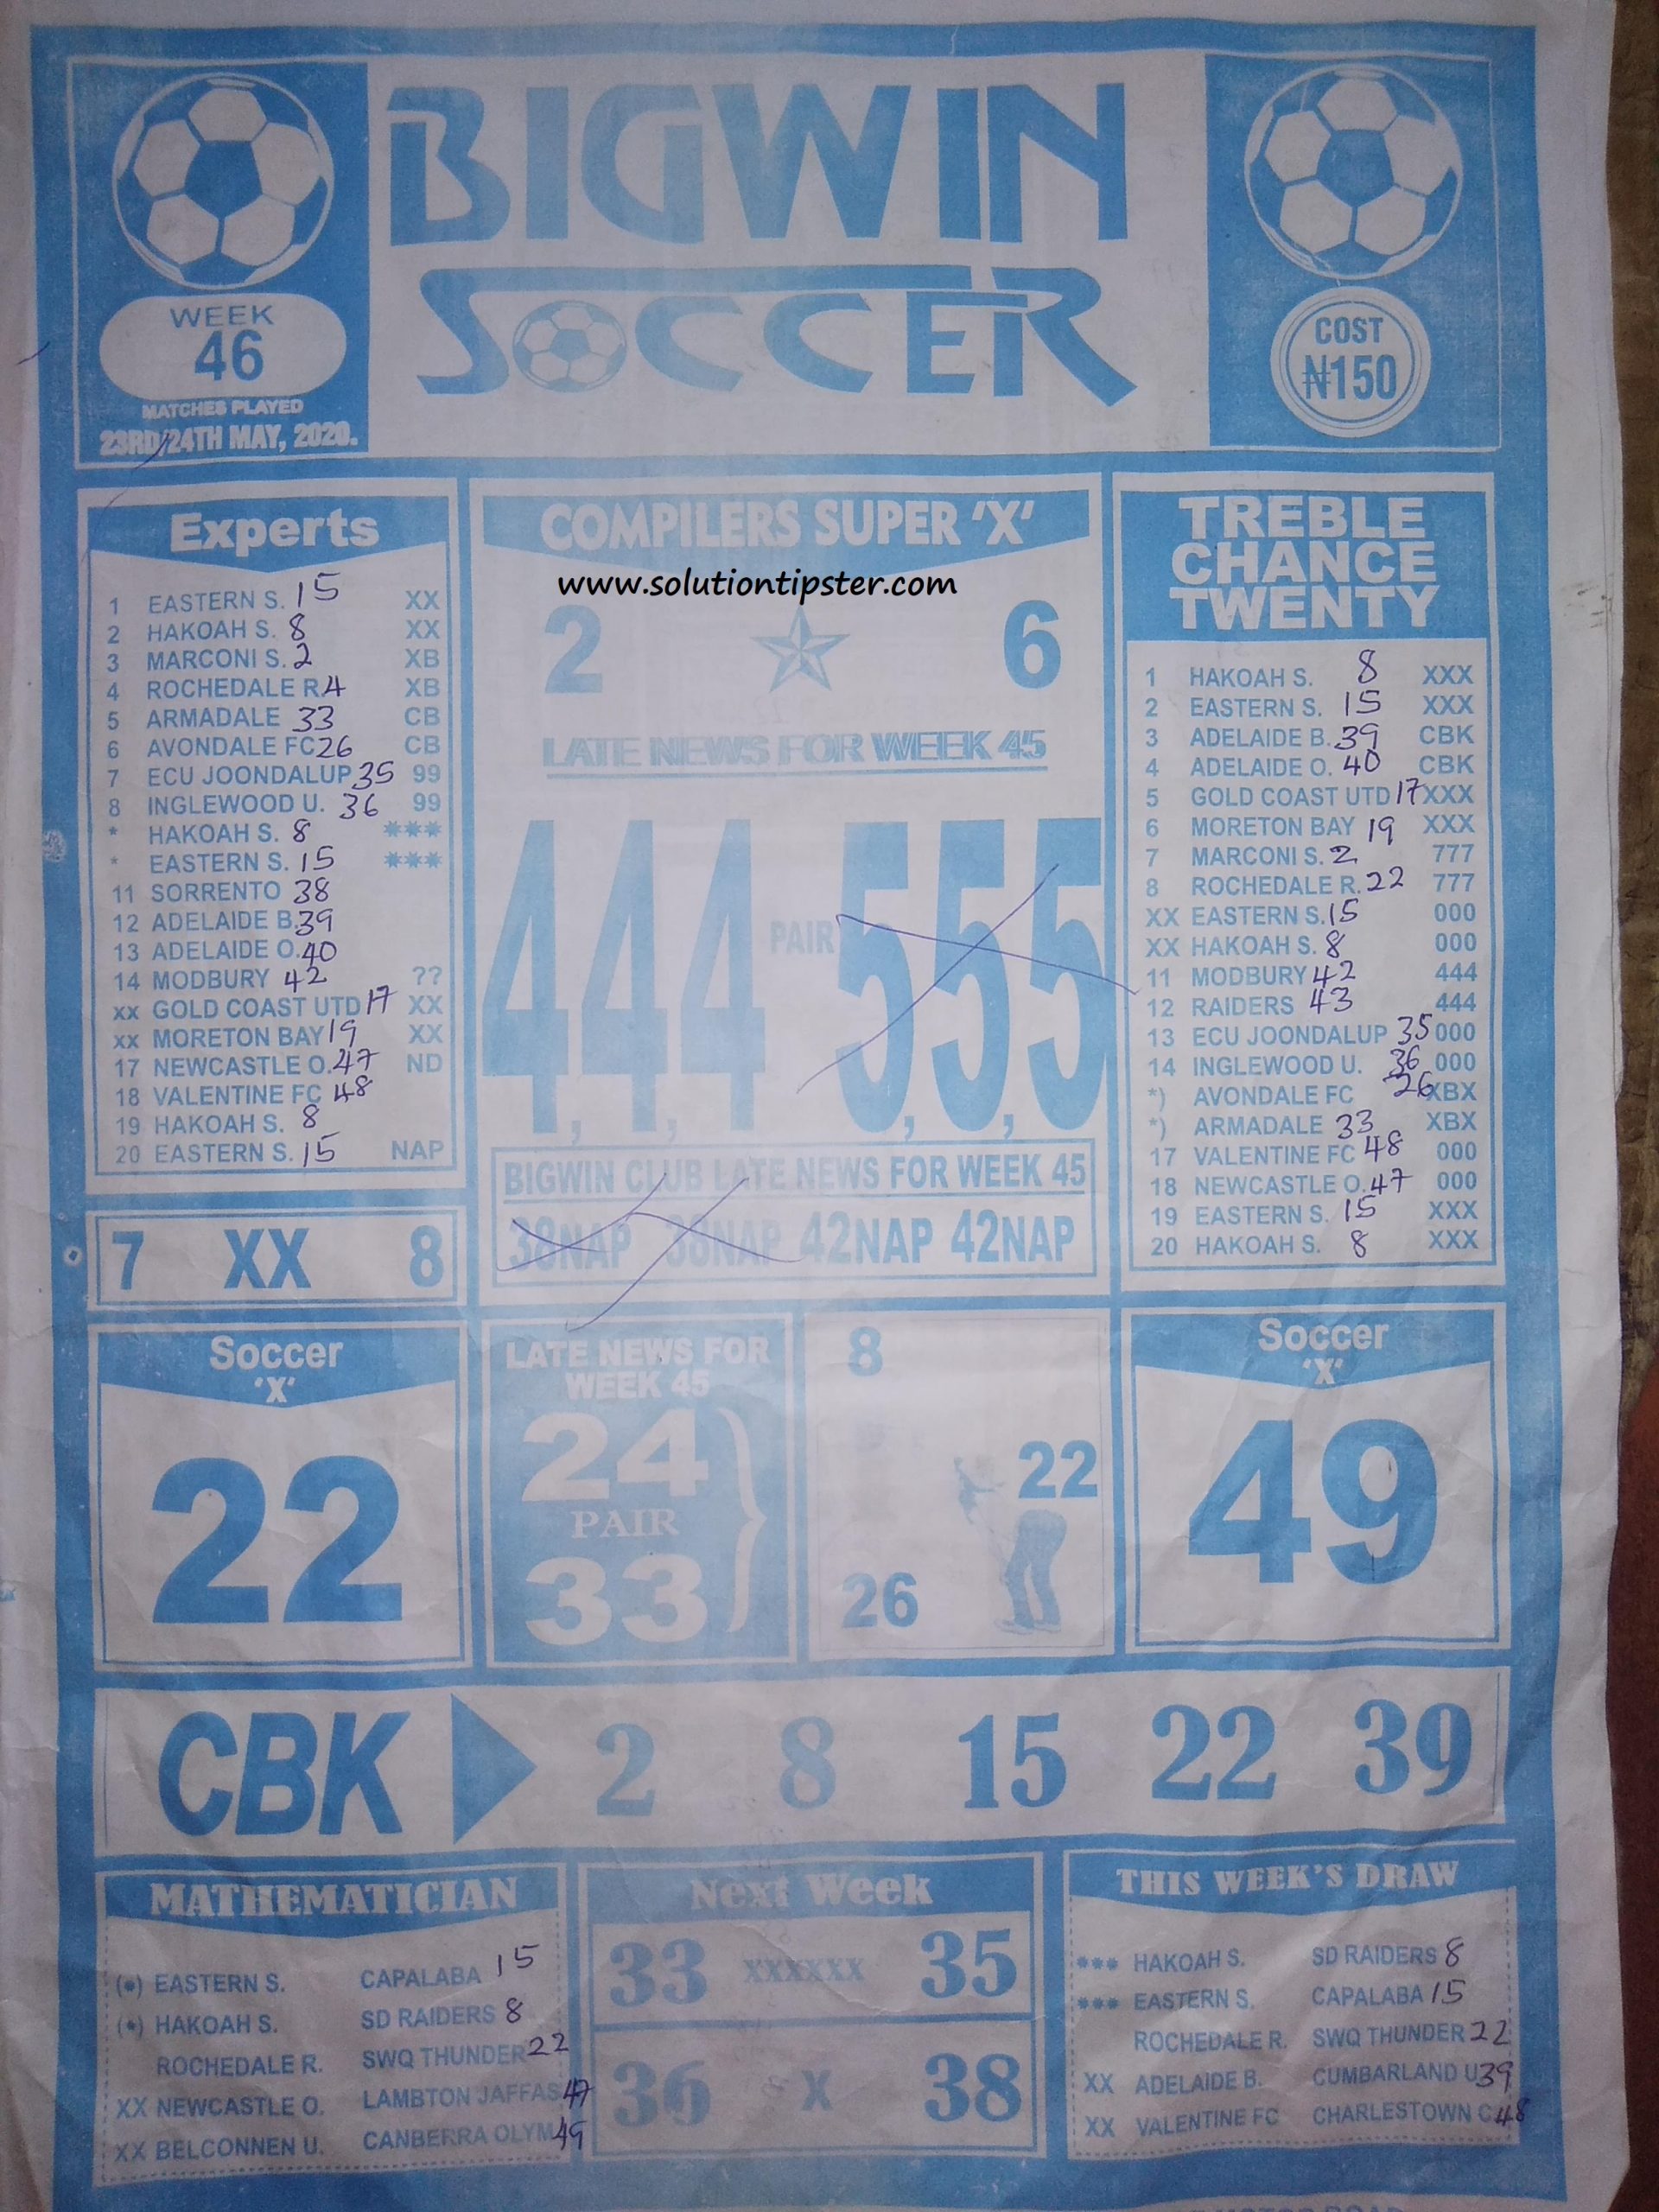 BIGWIN
SOCCER
WEEK
46
MATCHES PLAYED
23RD/24TH MAY, 2020.
COST
₦150
Experts
1 EASTERN S. 15 XX
2 HAKOAH S. 8 XX
3 MARCONI S. 2 XB
4 ROCHEDALE R. 4 XB
5 ARMADALE 33 CB
6 AVONDALE FC 26 CB
7 ECU JOONDALUP 35 99
8 INGLEWOOD U. 36 99
* HAKOAH S. 8 ***
* EASTERN S. 15 ***
11 SORRENTO 38
12 ADELAIDE B. 39
13 ADELAIDE O. 40
14 MODBURY 42 ??
xx GOLD COAST UTD 17 XX
xx MORETON BAY 19 XX
17 NEWCASTLE O. 47 ND
18 VALENTINE FC 48
19 HAKOAH S. 8
20 EASTERN S. 15 NAP
7 XX 8
COMPILERS SUPER 'X'
www.solutiontipster.com
2 6
LATE NEWS FOR WEEK 45
4,4,4 PAIR 5,5,5
BIGWIN CLUB LATE NEWS FOR WEEK 45
38NAP 38NAP 42NAP 42NAP
TREBLE
CHANCE
TWENTY
1 HAKOAH S. 8 XXX
2 EASTERN S. 15 XXX
3 ADELAIDE B. 39 CBK
4 ADELAIDE O. 40 CBK
5 GOLD COAST UTD 17 XXX
6 MORETON BAY 19 XXX
7 MARCONI S. 2 777
8 ROCHEDALE R. 22 777
XX EASTERN S. 15 000
XX HAKOAH S. 8 000
11 MODBURY 42 444
12 RAIDERS 43 444
13 ECU JOONDALUP 35 000
14 INGLEWOOD U. 36 000
*) AVONDALE FC 26 XBX
*) ARMADALE 33 XBX
17 VALENTINE FC 48 000
18 NEWCASTLE O. 47 000
19 EASTERN S. 15 XXX
20 HAKOAH S. 8 XXX
Soccer
'X'
22
LATE NEWS FOR
WEEK 45
24
PAIR
33
8
22
26
Soccer
'X'
49
CBK 2 8 15 22 39
MATHEMATICIAN
(*) EASTERN S. CAPALABA 15
(*) HAKOAH S. SD RAIDERS 8
ROCHEDALE R. SWQ THUNDER 22
XX NEWCASTLE O. LAMBTON JAFFAS 47
XX BELCONNEN U. CANBERRA OLYM 49
Next Week
33 XXXXXX 35
36 X 38
THIS WEEK'S DRAW
*** HAKOAH S. SD RAIDERS 8
*** EASTERN S. CAPALABA 15
ROCHEDALE R. SWQ THUNDER 22
XX ADELAIDE B. CUMBARLAND U 39
XX VALENTINE FC CHARLESTOWN C 48